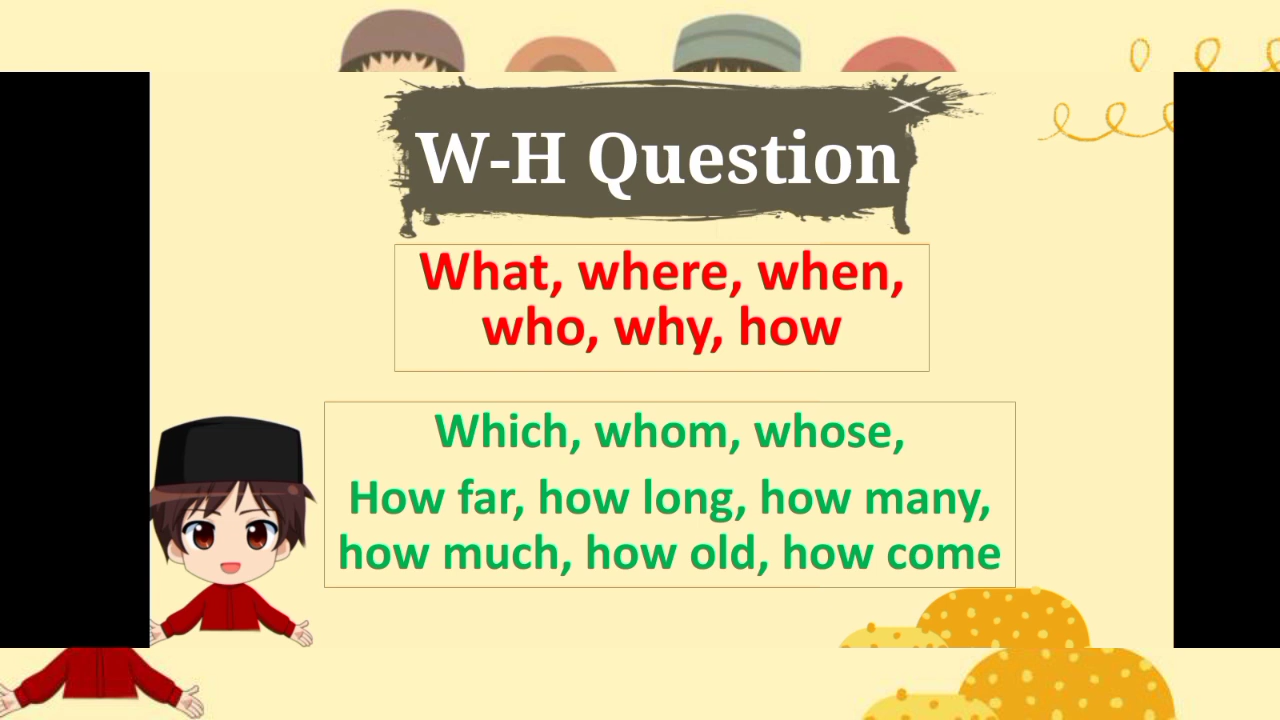 W-H Question
What, where, when,
who, why, how
Which, whom, whose,
How far, how long, how many,
how much, how old, how come